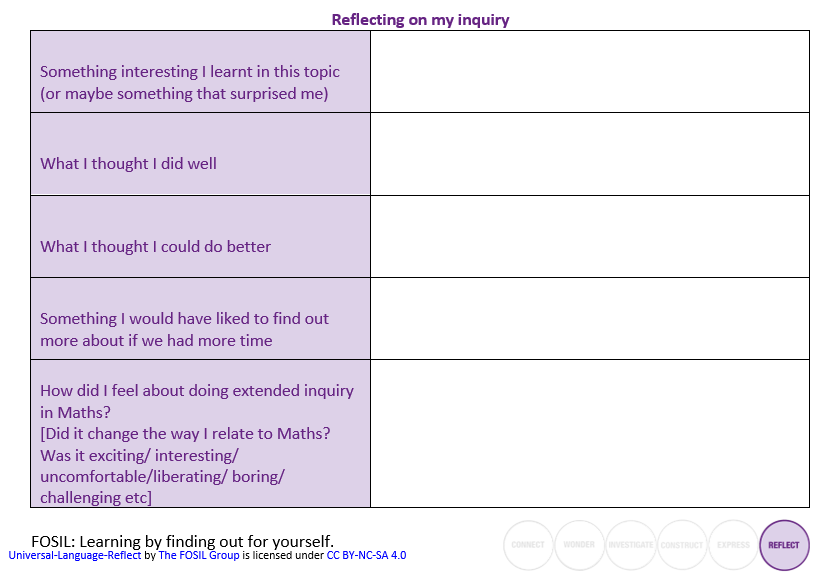 Reflecting on my inquiry
Something interesting I learnt in this topic
(or maybe something that surprised me)
What I thought I did well
What I thought I could do better
Something I would have liked to find out
more about if we had more time
How did I feel about doing extended inquiry
in Maths?
[Did it change the way I relate to Maths?
Was it exciting/ interesting/
uncomfortable/liberating/ boring/
challenging etc]
FOSIL: Learning by finding out for yourself.
Universal-Language-Reflect by The FOSIL Group is licensed under CC BY-NC-SA 4.0
CONNECT WONDER INVESTIGATE CONSTRUCT EXPRESS REFLECT